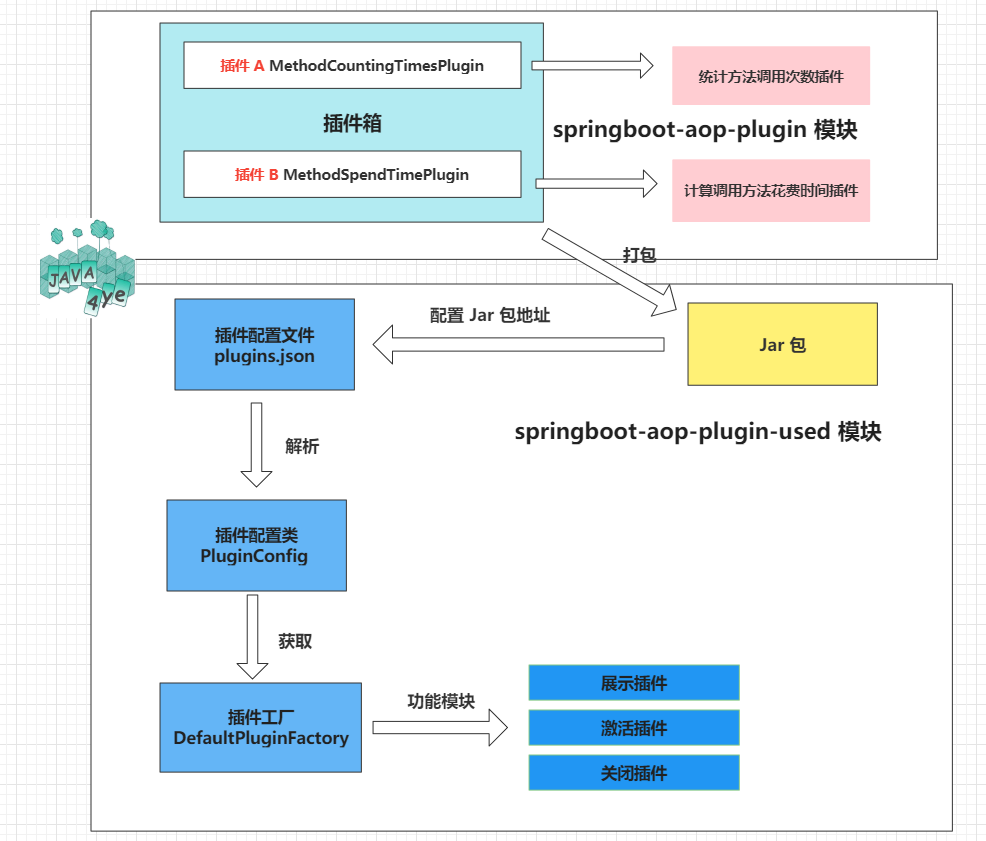 插件 A MethodCountingTimesPlugin
统计方法调用次数插件
插件箱
springboot-aop-plugin 模块
插件 B MethodSpendTimePlugin
计算调用方法花费时间插件
打包
JAVA
4ye
配置 Jar 包地址
插件配置文件
plugins.json
Jar 包
springboot-aop-plugin-used 模块
解析
插件配置类
PluginConfig
获取
插件工厂
DefaultPluginFactory
功能模块
展示插件
激活插件
关闭插件